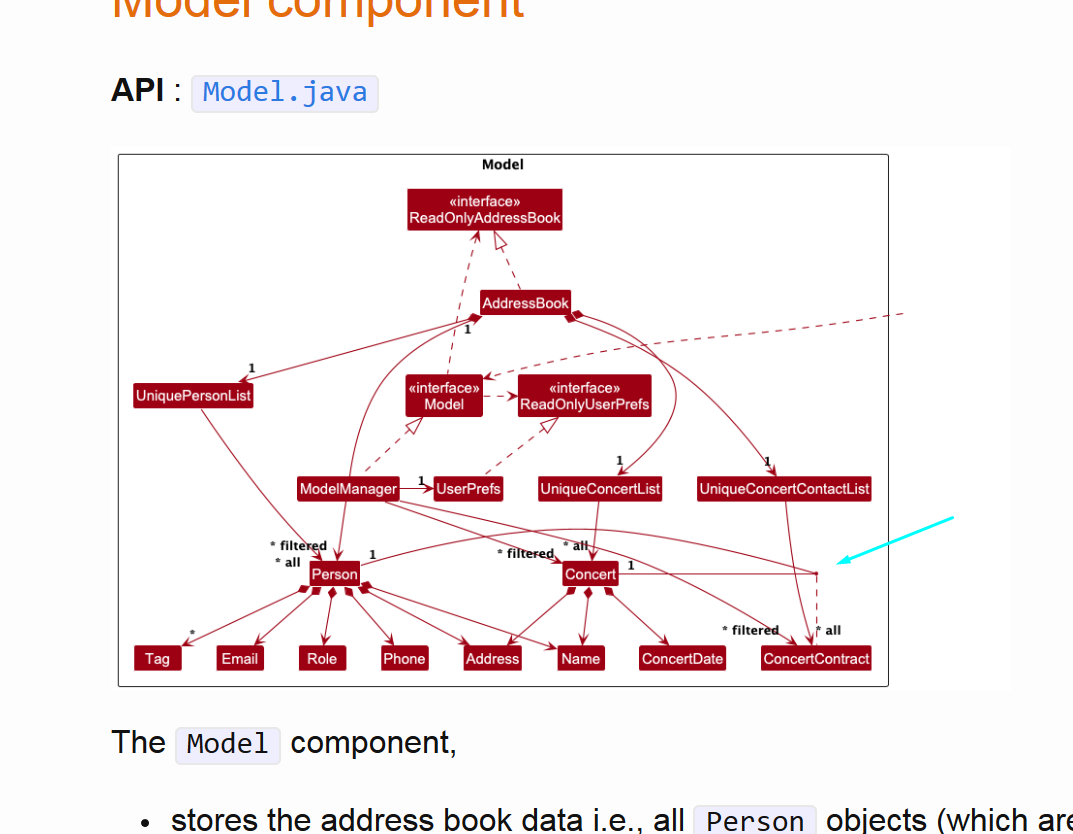 Model component
API : Model.java
Model
«interface»
ReadOnlyAddressBook
AddressBook
1
1
UniquePersonList
«interface»
Model
«interface»
ReadOnlyUserPrefs
1
1
ModelManager
1
UserPrefs
UniqueConcertList
UniqueConcertContactList
* filtered
* all
1
* filtered
* all
Person
Concert
1
* filtered
* all
*
Tag
Email
Role
Phone
Address
Name
ConcertDate
ConcertContract
The Model component,
• stores the address book data i.e., all Person objects (which are